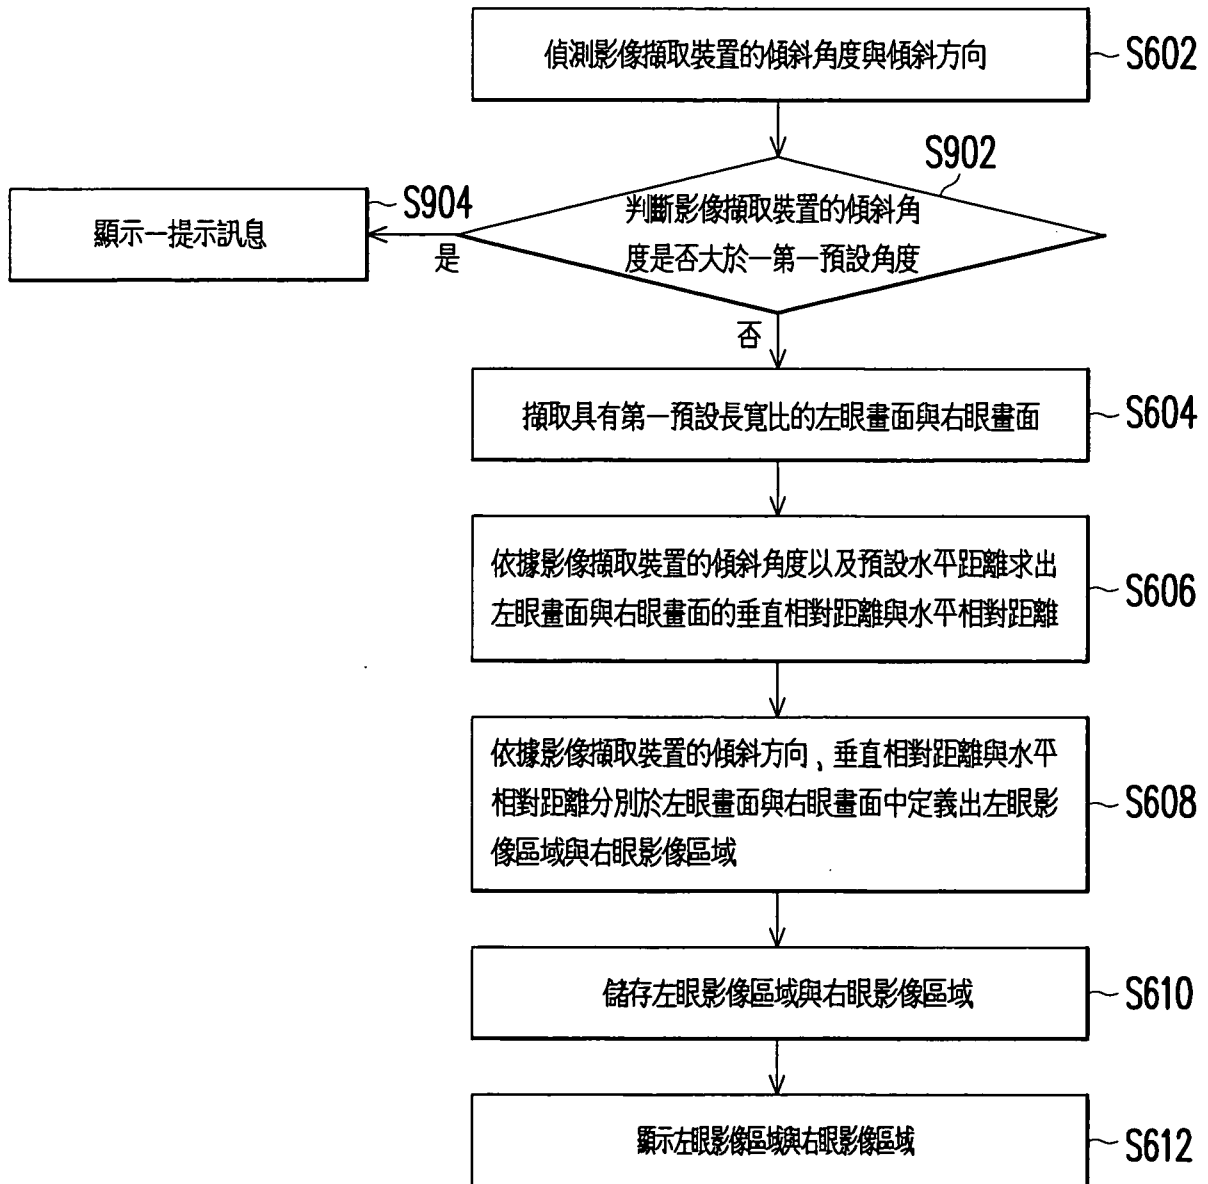 偵測影像擷取裝置的傾斜角度與傾斜方向
S602
S902
判斷影像擷取裝置的傾斜角
度是否大於一第一預設角度
S904
顯示一提示訊息
是
否
擷取具有第一預設長寬比的左眼畫面與右眼畫面
S604
依據影像擷取裝置的傾斜角度以及預設水平距離求出
左眼畫面與右眼畫面的垂直相對距離與水平相對距離
S606
依據影像擷取裝置的傾斜方向、垂直相對距離與水平
相對距離分別於左眼畫面與右眼畫面中定義出左眼影
像區域與右眼影像區域
S608
儲存左眼影像區域與右眼影像區域
S610
顯示左眼影像區域與右眼影像區域
S612